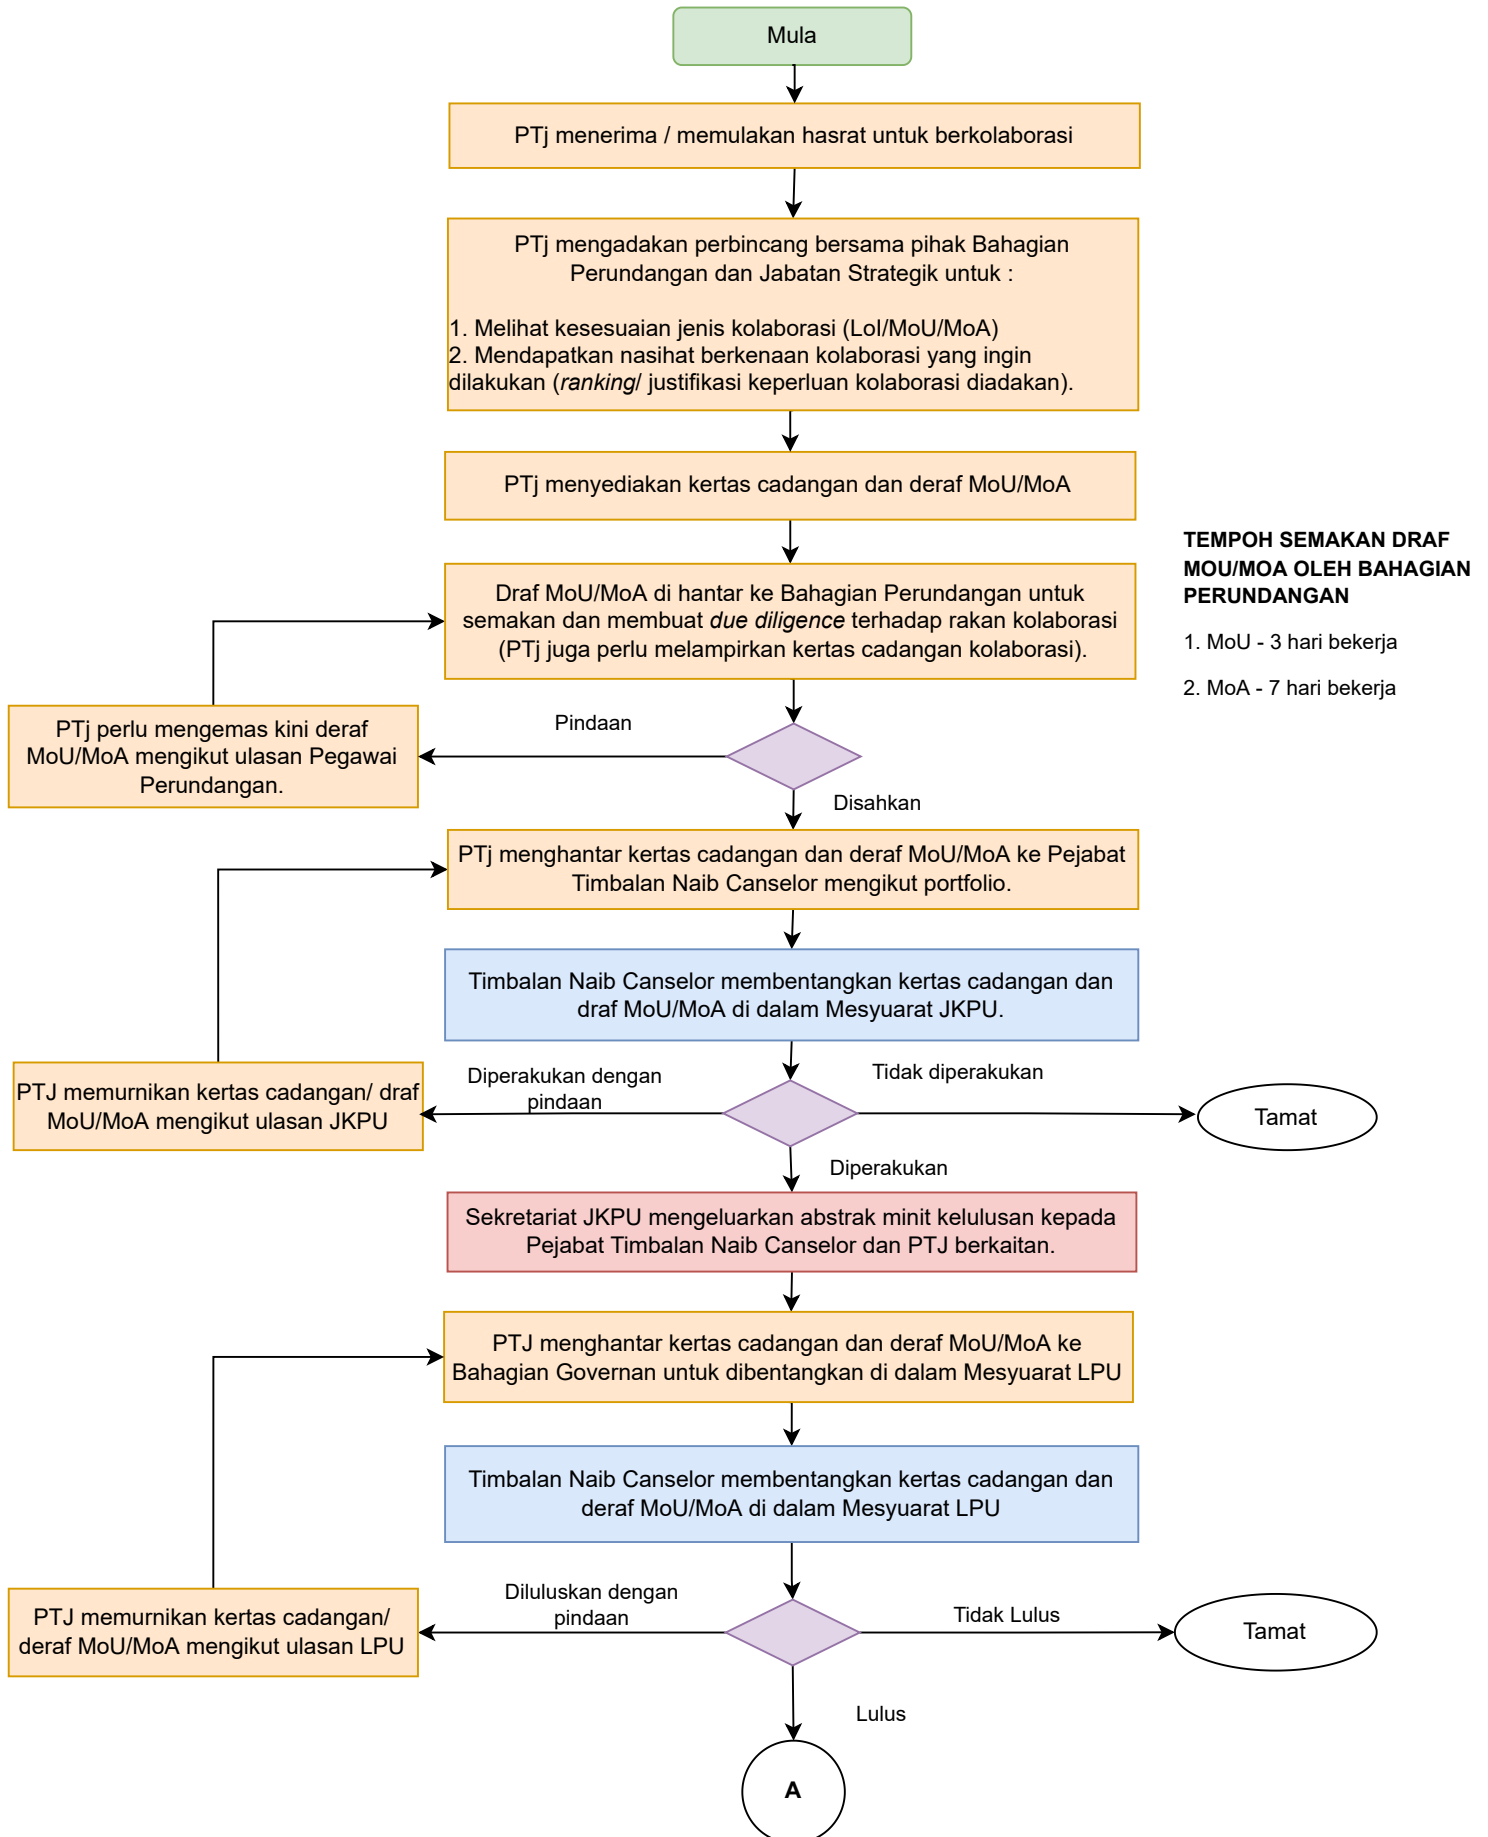 Mula
PTj menerima / memulakan hasrat untuk berkolaborasi
PTj mengadakan perbincang bersama pihak Bahagian
Perundangan dan Jabatan Strategik untuk :
1. Melihat kesesuaian jenis kolaborasi (LoI/MoU/MoA)
2. Mendapatkan nasihat berkenaan kolaborasi yang ingin
dilakukan (ranking/ justifikasi keperluan kolaborasi diadakan).
PTj menyediakan kertas cadangan dan deraf MoU/MoA
TEMPOH SEMAKAN DRAF
MOU/MOA OLEH BAHAGIAN
PERUNDANGAN
1. MoU - 3 hari bekerja
2. MoA - 7 hari bekerja
Draf MoU/MoA di hantar ke Bahagian Perundangan untuk
semakan dan membuat due diligence terhadap rakan kolaborasi
(PTj juga perlu melampirkan kertas cadangan kolaborasi).
Pindaan
PTj perlu mengemas kini deraf
MoU/MoA mengikut ulasan Pegawai
Perundangan.
Disahkan
PTj menghantar kertas cadangan dan deraf MoU/MoA ke Pejabat
Timbalan Naib Canselor mengikut portfolio.
Timbalan Naib Canselor membentangkan kertas cadangan dan
draf MoU/MoA di dalam Mesyuarat JKPU.
Diperakukan dengan
pindaan
Tidak diperakukan
PTJ memurnikan kertas cadangan/ draf
MoU/MoA mengikut ulasan JKPU
Tamat
Diperakukan
Sekretariat JKPU mengeluarkan abstrak minit kelulusan kepada
Pejabat Timbalan Naib Canselor dan PTJ berkaitan.
PTJ menghantar kertas cadangan dan deraf MoU/MoA ke
Bahagian Governan untuk dibentangkan di dalam Mesyuarat LPU
Timbalan Naib Canselor membentangkan kertas cadangan dan
deraf MoU/MoA di dalam Mesyuarat LPU
Diluluskan dengan
pindaan
Tidak Lulus
PTJ memurnikan kertas cadangan/
deraf MoU/MoA mengikut ulasan LPU
Tamat
Lulus
A